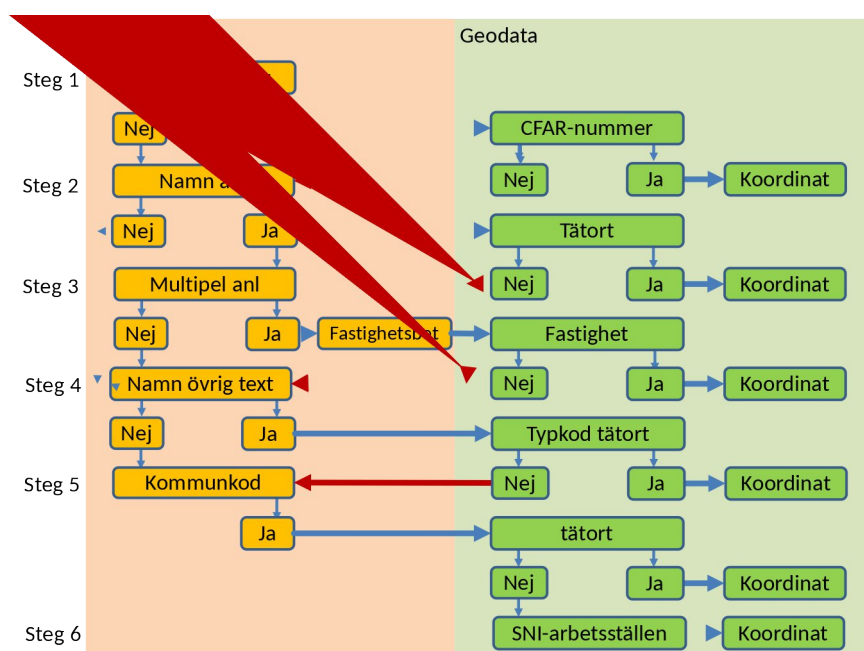 Geodata
Steg 1
Nej CFAR-nummer
Steg 2 Namn a Nej Ja Koordinat
Nej Ja Tätort
Steg 3 Multipel anl Nej Ja Koordinat
Nej Ja Fastighetsbet Fastighet
Steg 4 Namn övrig text Nej Ja Koordinat
Nej Ja Typkod tätort
Steg 5 Kommunkod Nej Ja Koordinat
Ja tätort
Nej Ja Koordinat
Steg 6 SNI-arbetsställen Koordinat